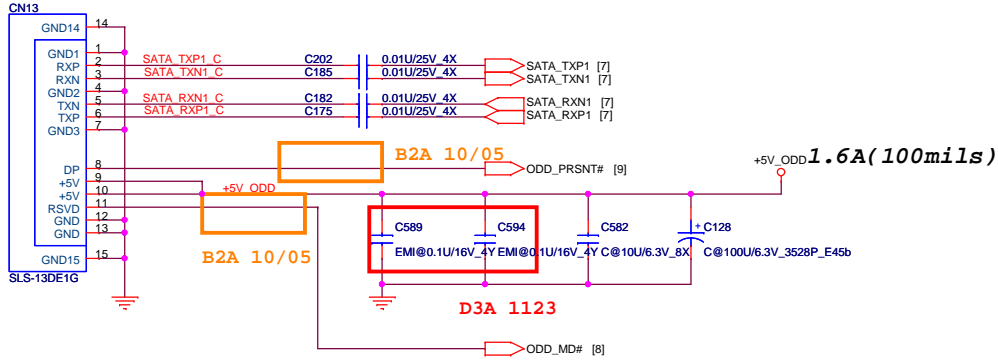 CN13
GND14 14
GND1 1
RXP 2 SATA_TXP1_C C202 0.01U/25V_4X SATA_TXP1 [7]
RXN 3 SATA_TXN1_C C185 0.01U/25V_4X SATA_TXN1 [7]
GND2 4
TXN 5 SATA_RXN1_C C182 0.01U/25V_4X SATA_RXN1 [7]
TXP 6 SATA_RXP1_C C175 0.01U/25V_4X SATA_RXP1 [7]
GND3 7
B2A 10/05
+5V_ODD 1.6A(100mils)
DP 8 ODD_PRSNT# [9]
+5V 9
+5V 10 +5V_ODD
RSVD 11
GND 12
GND 13
C589 C594 C582 + C128
EMI@0.1U/16V_4Y EMI@0.1U/16V_4Y C@10U/6.3V_8X C@100U/6.3V_3528P_E45b
GND15 15
B2A 10/05
SLS-13DE1G
D3A 1123
ODD_MD# [8]